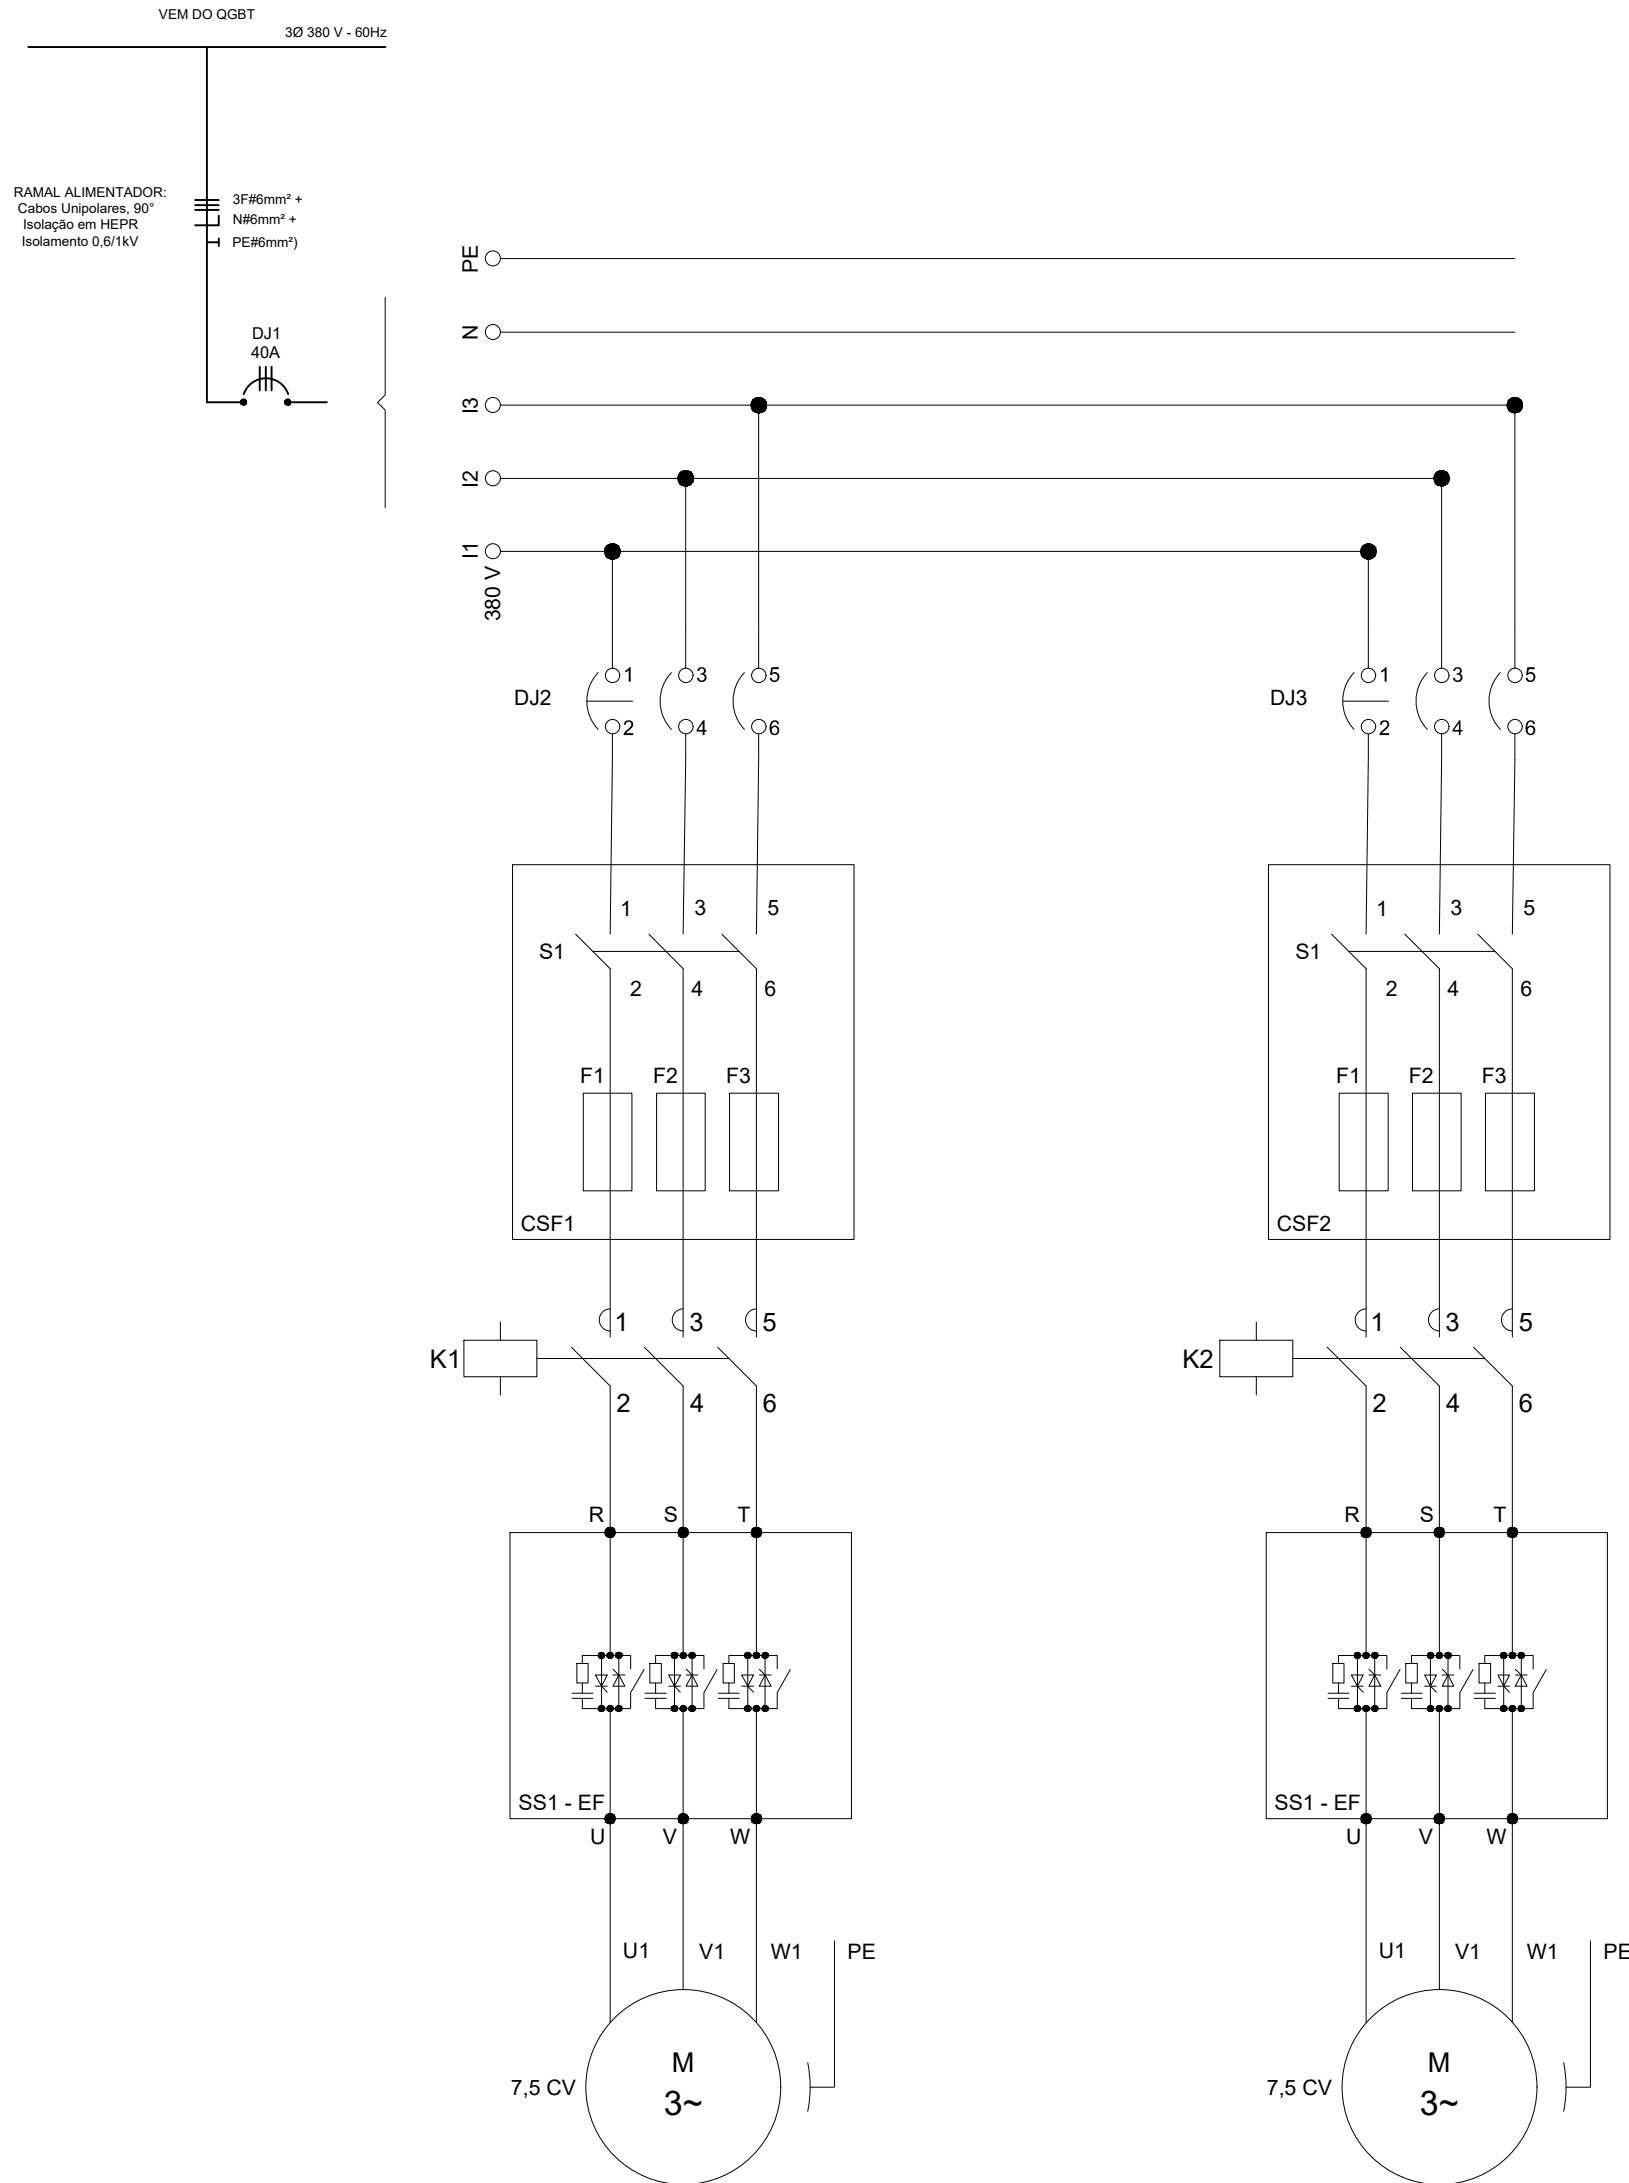 VEM DO QGBT
3Ø 380 V - 60Hz
RAMAL ALIMENTADOR:
Cabos Unipolares, 90°
Isolação em HEPR
Isolamento 0,6/1kV
3F#6mm² +
N#6mm² +
PE#6mm²)
DJ1
40A
PE
N
I3
I2
I1
380 V
DJ2
1
3
5
2
4
6
DJ3
1
3
5
2
4
6
1
3
5
S1
2
4
6
F1
F2
F3
CSF1
1
3
5
S1
2
4
6
F1
F2
F3
CSF2
1
3
5
K1
2
4
6
1
3
5
K2
2
4
6
R
S
T
SS1 - EF
U
V
W
R
S
T
SS1 - EF
U
V
W
U1
V1
W1
PE
M
3~
7,5 CV
U1
V1
W1
PE
M
3~
7,5 CV